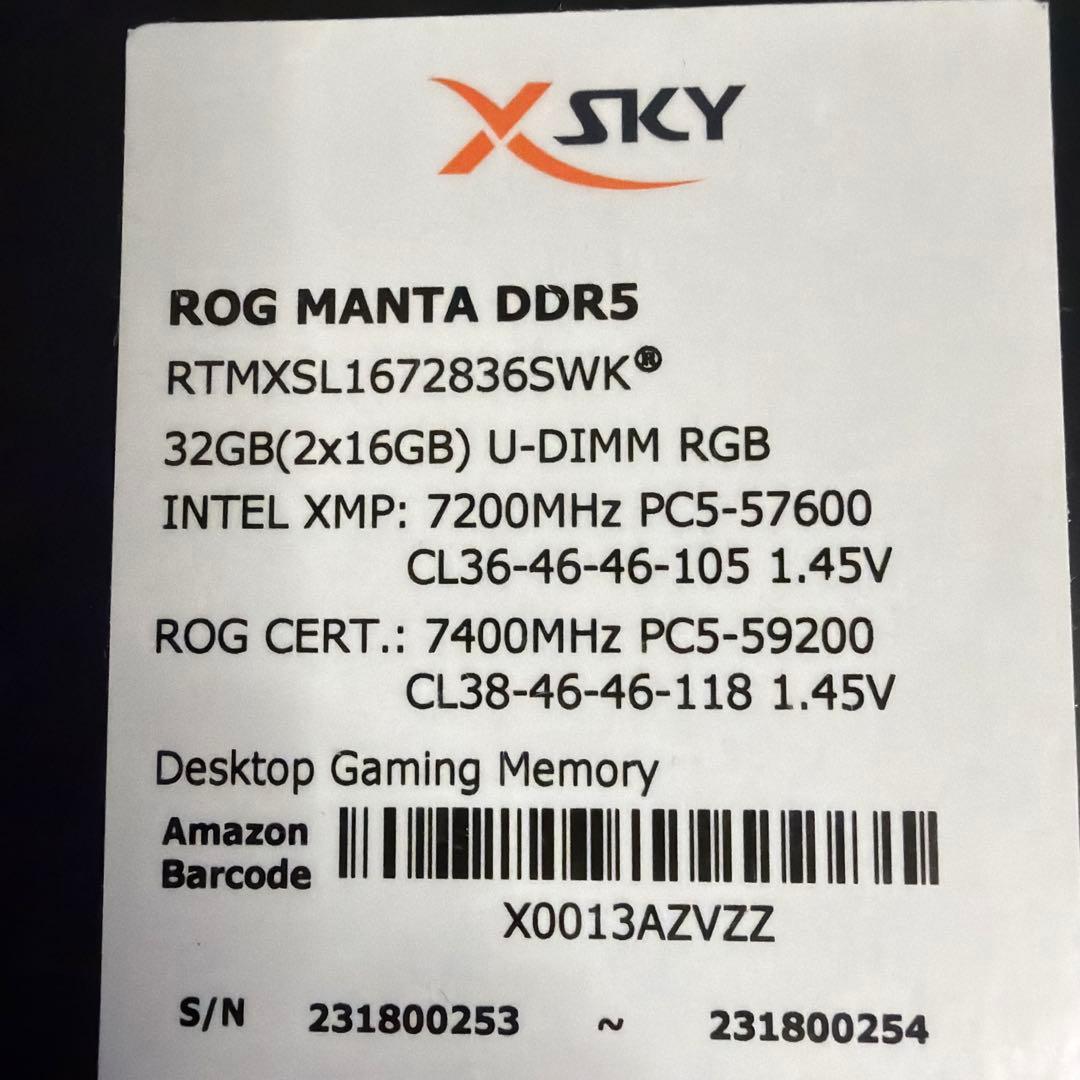 XSKY
ROG MANTA DDR5
RTMXSL1672836SWK®
32GB(2x16GB) U-DIMM RGB
INTEL XMP: 7200MHz PC5-57600
CL36-46-46-105 1.45V
ROG CERT.: 7400MHz PC5-59200
CL38-46-46-118 1.45V
Desktop Gaming Memory
Amazon
Barcode
X0013AZVZZ
S/N 231800253 ~ 231800254